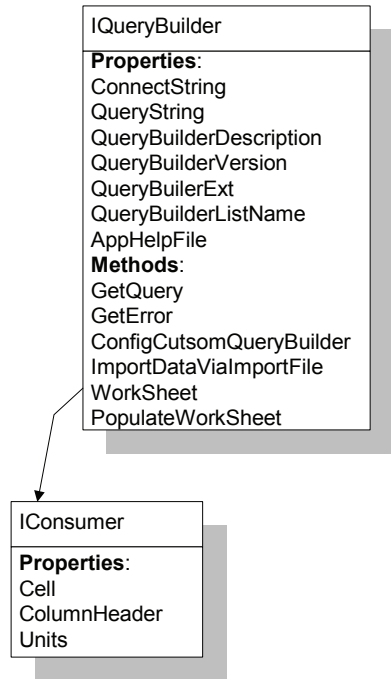 IQueryBuilder
Properties:
ConnectString
QueryString
QueryBuilderDescription
QueryBuilderVersion
QueryBuilerExt
QueryBuilderListName
AppHelpFile
Methods:
GetQuery
GetError
ConfigCutsomQueryBuilder
ImportDataViaImportFile
WorkSheet
PopulateWorkSheet
IConsumer
Properties:
Cell
ColumnHeader
Units